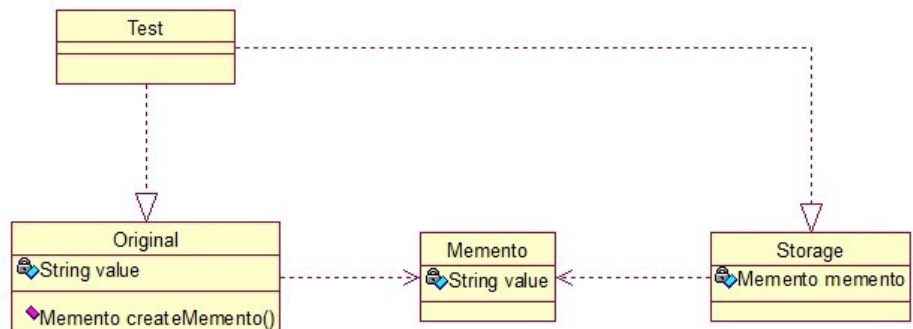 Test
Original
String value
Memento createMemento()
Memento
String value
Storage
Memento memento